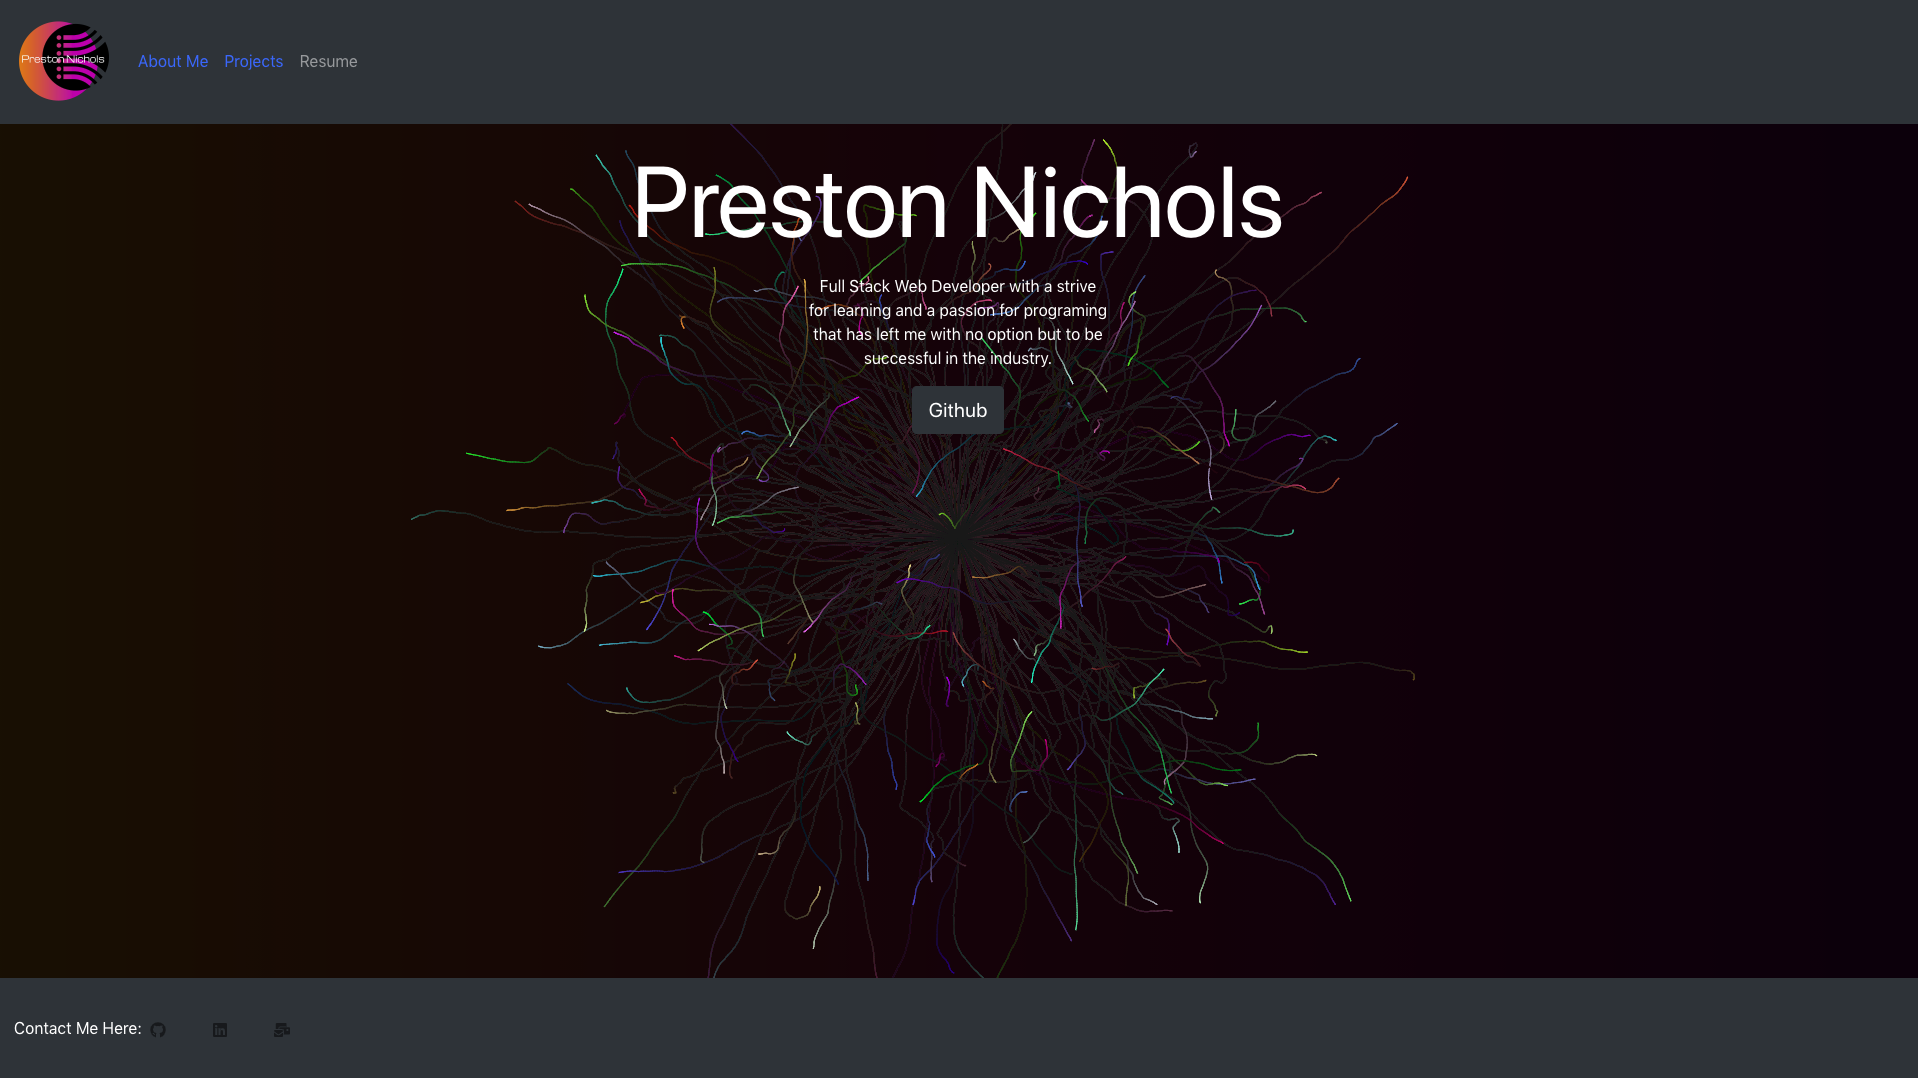 Preston Nichols
About Me Projects Resume
Preston Nichols
Full Stack Web Developer with a strive
for learning and a passion for programing
that has left me with no option but to be
successful in the industry.
Github
Contact Me Here: